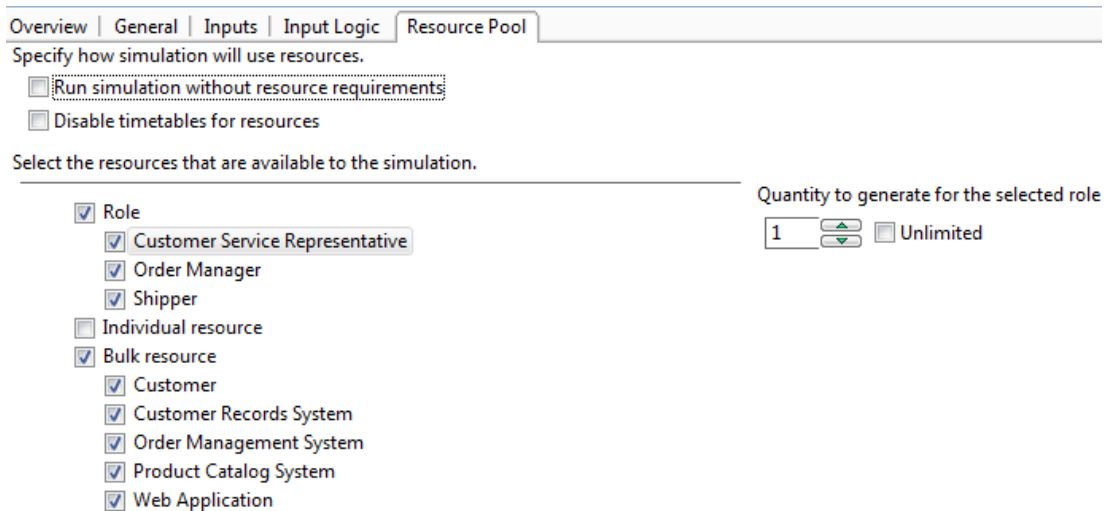 Overview | General | Inputs | Input Logic | Resource Pool
Specify how simulation will use resources.
Run simulation without resource requirements
Disable timetables for resources
Select the resources that are available to the simulation.
Quantity to generate for the selected role
Role
1 Unlimited
Customer Service Representative
Order Manager
Shipper
Individual resource
Bulk resource
Customer
Customer Records System
Order Management System
Product Catalog System
Web Application